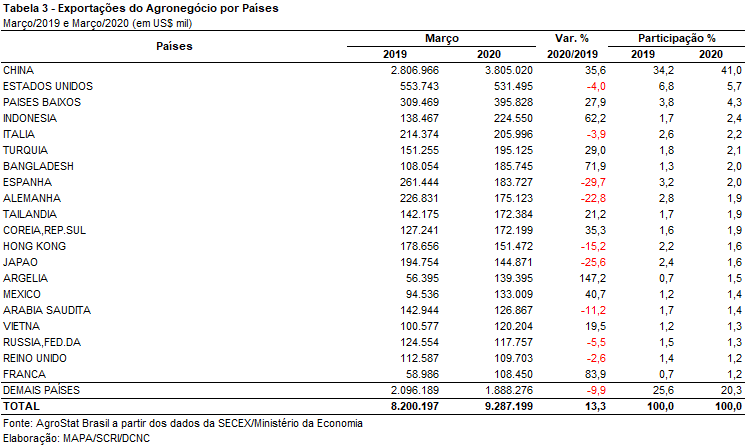 Tabela 3 - Exportações do Agronegócio por Países
Março/2019 e Março/2020 (em US$ mil)
Países Março Var. % Participação %
2019 2020 2020/2019 2019 2020
CHINA 2.806.966 3.805.020 35,6 34,2 41,0
ESTADOS UNIDOS 553.743 531.495 -4,0 6,8 5,7
PAISES BAIXOS 309.469 395.828 27,9 3,8 4,3
INDONESIA 138.467 224.550 62,2 1,7 2,4
ITALIA 214.374 205.996 -3,9 2,6 2,2
TURQUIA 151.255 195.125 29,0 1,8 2,1
BANGLADESH 108.054 185.745 71,9 1,3 2,0
ESPANHA 261.444 183.727 -29,7 3,2 2,0
ALEMANHA 226.831 175.123 -22,8 2,8 1,9
TAILANDIA 142.175 172.384 21,2 1,7 1,9
COREIA,REP.SUL 127.241 172.199 35,3 1,6 1,9
HONG KONG 178.656 151.472 -15,2 2,2 1,6
JAPAO 194.754 144.871 -25,6 2,4 1,6
ARGELIA 56.395 139.395 147,2 0,7 1,5
MEXICO 94.536 133.009 40,7 1,2 1,4
ARABIA SAUDITA 142.944 126.867 -11,2 1,7 1,4
VIETNA 100.577 120.204 19,5 1,2 1,3
RUSSIA,FED.DA 124.554 117.757 -5,5 1,5 1,3
REINO UNIDO 112.587 109.703 -2,6 1,4 1,2
FRANCA 58.986 108.450 83,9 0,7 1,2
DEMAIS PAÍSES 2.096.189 1.888.276 -9,9 25,6 20,3
TOTAL 8.200.197 9.287.199 13,3 100,0 100,0
Fonte: AgroStat Brasil a partir dos dados da SECEX/Ministério da Economia
Elaboração: MAPA/SCRI/DCNC